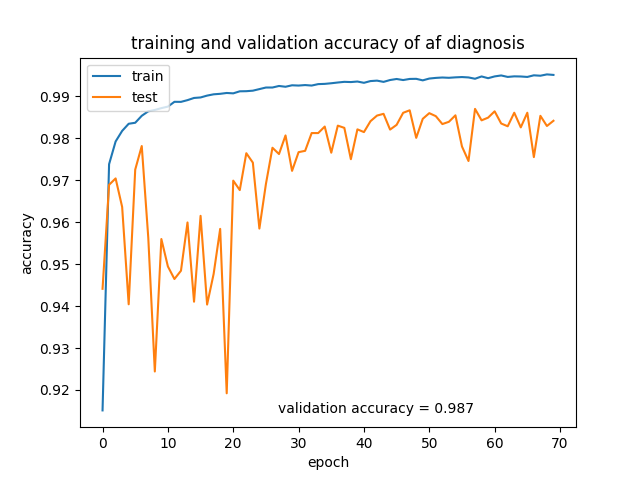 training and validation accuracy of af diagnosis
train
test
0.99
0.98
0.97
0.96
0.95
0.94
0.93
0.92
accuracy
validation accuracy = 0.987
0 10 20 30 40 50 60 70
epoch